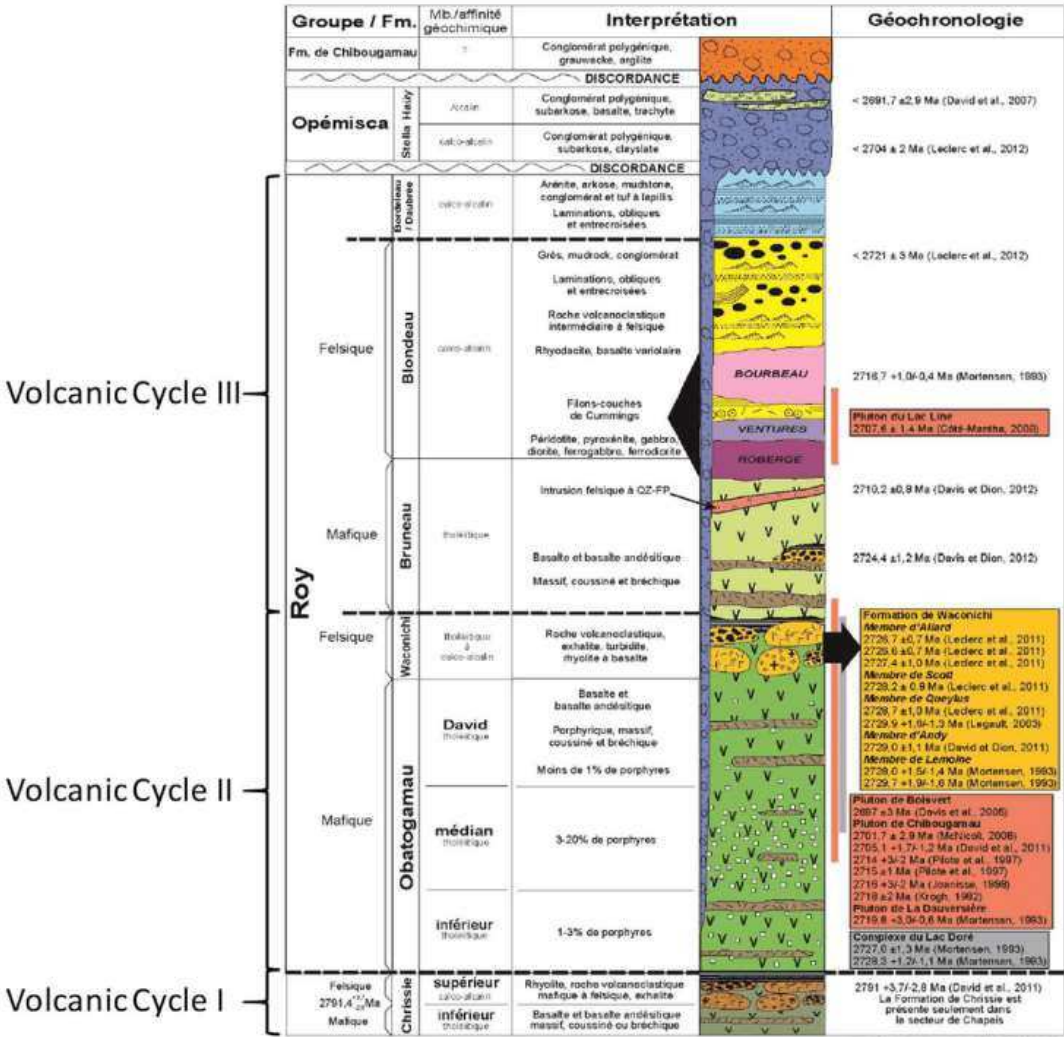 Groupe / Fm.
Mb./affinité
géochimique
Interprétation
Géochronologie
Fm. de Chibougamau
?
Conglomérat polygénique,
grauwacke, argilite
DISCORDANCE
Opémisca
Haüy
Alcalin
Conglomérat polygénique,
subarkose, basalte, trachyte
< 2691,7 ±2,9 Ma (David et al., 2007)
Stella
calco-alcalin
Conglomérat polygénique,
subarkose, clayslate
< 2704 ± 2 Ma (Leclerc et al., 2012)
DISCORDANCE
Volcanic Cycle III
Roy
Bordeleau
/ Daubrée
calco-alcalin
Arénite, arkose, mudstone,
conglomérat et tuf à lapillis
Laminations, obliques
et entrecroisées
Felsique
Blondeau
calco-alcalin
Grès, mudrock, conglomérat
Laminations, obliques
et entrecroisées
Roche volcanoclastique
intermédiaire à felsique
Rhyodacite, basalte variolaire
Filons-couches
de Cummings
Péridotite, pyroxénite, gabbro,
diorite, ferrogabbro, ferrodiorite
BOURBEAU
VENTURES
ROBERGE
< 2721 ± 3 Ma (Leclerc et al., 2012)
2716,7 +1,0/-0,4 Ma (Mortensen, 1993)
Pluton du Lac Line
2707,6 ± 1,4 Ma (Côté-Mantha, 2009)
Mafique
Bruneau
tholéiitique
Intrusion felsique à QZ-FP
Basalte et basalte andésitique
Massif, coussiné et bréchique
2710,2 ±0,8 Ma (Davis et Dion, 2012)
2724,4 ±1,2 Ma (Davis et Dion, 2012)
Volcanic Cycle II
Felsique
Waconichi
tholéiitique
à
calco-alcalin
Roche volcanoclastique,
exhalite, turbidite,
rhyolite à basalte
Formation de Waconichi
Membre d'Allard
2726,7 ±0,7 Ma (Leclerc et al., 2011)
2726,6 ±0,7 Ma (Leclerc et al., 2011)
2727,4 ± 1,0 Ma (Leclerc et al., 2011)
Membre de Scott
2728,2 ± 0,8 Ma (Leclerc et al., 2011)
Membre de Queylus
2728,7 ±1,0 Ma (Leclerc et al., 2011)
2729,9 +1,6/-1,3 Ma (Legault, 2003)
Membre d'Andy
2729,0 ±1,1 Ma (David et Dion, 2011)
Membre de Lemoine
2728,0 +1,5/-1,4 Ma (Mortensen, 1993)
2729,7 +1,9/-1,6 Ma (Mortensen, 1993)
Mafique
Obatogamau
David
tholéiitique
Basalte et
basalte andésitique
Porphyrique, massif,
coussiné et bréchique
Moins de 1% de porphyres
médian
tholéiitique
3-20% de porphyres
inférieur
tholéiitique
1-3% de porphyres
Pluton de Boisvert
2697 ±3 Ma (Davis et al., 2005)
Pluton de Chibougamau
2701,7 ± 2,9 Ma (McNicoll, 2008)
2705,1 +1,7/-1,2 Ma (David et al., 2011)
2714 +3/-2 Ma (Pilote et al., 1997)
2715 ±1 Ma (Pilote et al., 1997)
2716 +3/-2 Ma (Joanisse, 1998)
2718 ±2 Ma (Krogh, 1982)
Pluton de La Dauversière
2719,8 +3,0/-0,6 Ma (Mortensen, 1993)
Complexe du Lac Doré
2727,0 ±1,3 Ma (Mortensen, 1993)
2728,3 +1,2/-1,1 Ma (Mortensen, 1993)
Volcanic Cycle I
Chrissie
Felsique
2791,4 Ma
supérieur
calco-alcalin
Rhyolite, roche volcanoclastique
mafique à felsique, exhalite
Mafique
inférieur
tholéiitique
Basalte et basalte andésitique
massif, coussiné ou bréchique
2791 +3,7/-2,8 Ma (David et al., 2011)
La Formation de Chrissie est
présente seulement dans
le secteur de Chapais